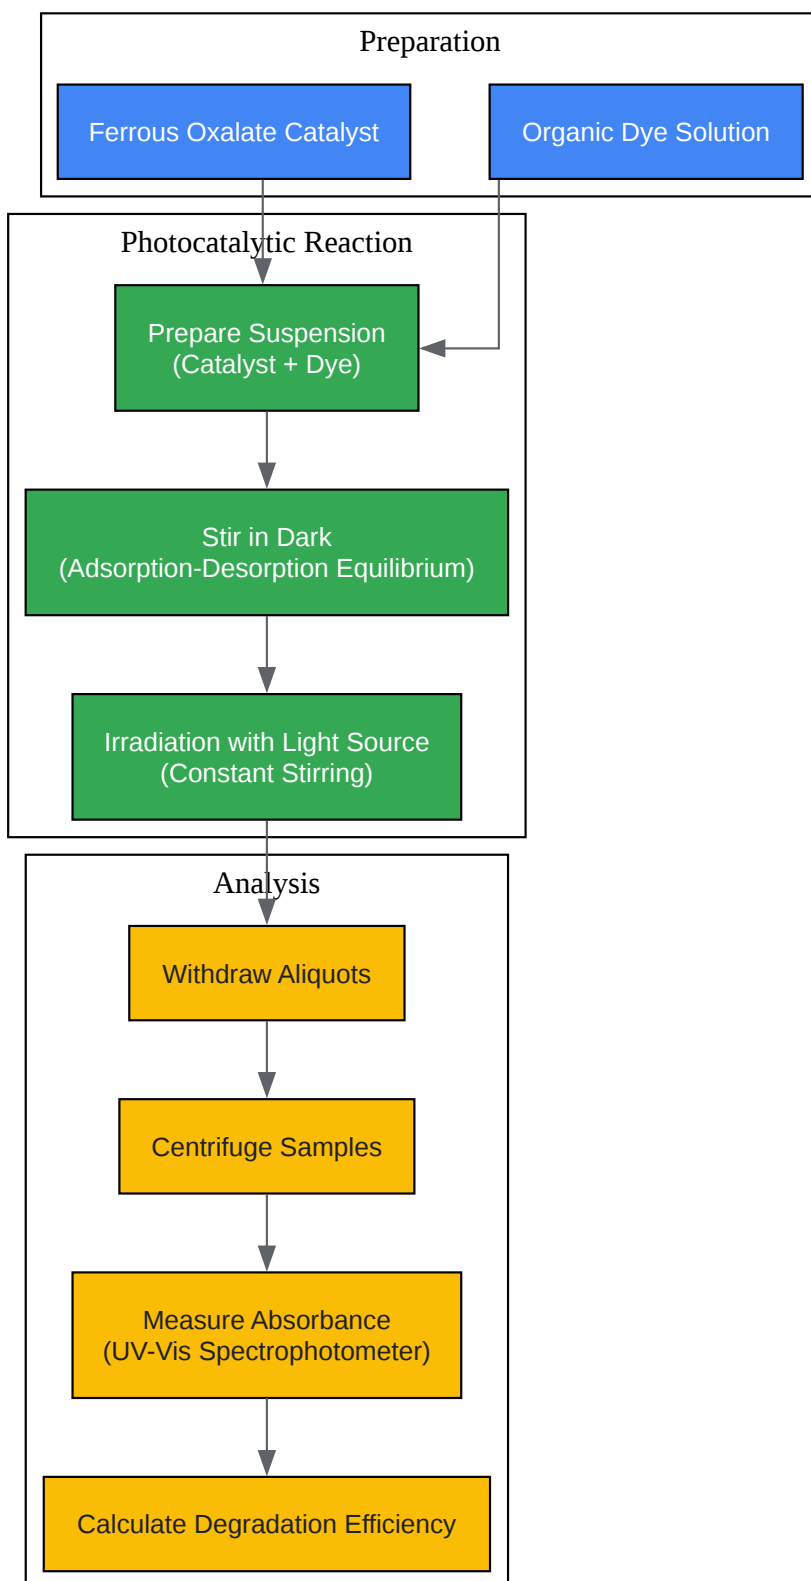 Preparation
Ferrous Oxalate Catalyst
Organic Dye Solution
Photocatalytic Reaction
Prepare Suspension
(Catalyst + Dye)
Stir in Dark
(Adsorption-Desorption Equilibrium)
Irradiation with Light Source
(Constant Stirring)
Analysis
Withdraw Aliquots
Centrifuge Samples
Measure Absorbance
(UV-Vis Spectrophotometer)
Calculate Degradation Efficiency